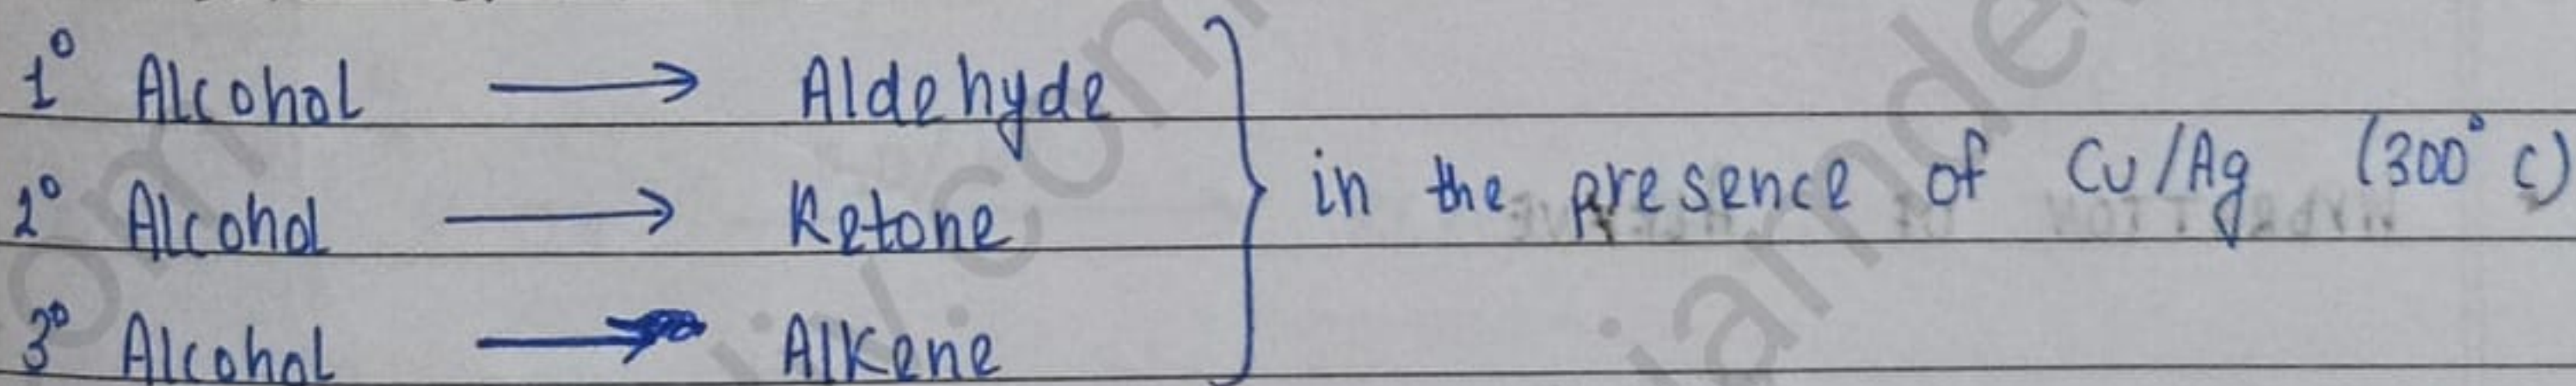 1° Alcohol → Aldehyde
2° Alcohol → Ketone
3° Alcohol → Alkene
in the presence of Cu/Ag (300° C)